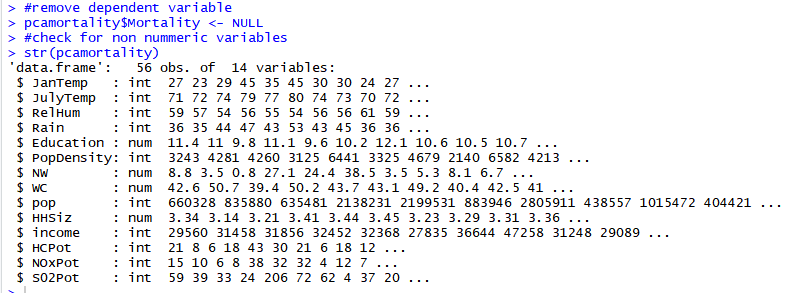 > #remove dependent variable
> pcamortality$Mortality <- NULL
> #check for non nummeric variables
> str(pcamortality)
'data.frame':   56 obs. of  14 variables:
 $ JanTemp   : int  27 23 29 45 35 45 30 30 24 27 ...
 $ JulyTemp  : int  71 72 74 79 77 80 74 73 70 72 ...
 $ RelHum    : int  59 57 54 56 55 54 56 56 61 59 ...
 $ Rain      : int  36 35 44 47 43 53 43 45 36 36 ...
 $ Education : num  11.4 11 9.8 11.1 9.6 10.2 12.1 10.6 10.5 10.7 ...
 $ PopDensity: int  3243 4281 4260 3125 6441 3325 4679 2140 6582 4213 ...
 $ NW        : num  8.8 3.5 0.8 27.1 24.4 38.5 3.5 5.3 8.1 6.7 ...
 $ WC        : num  42.6 50.7 39.4 50.2 43.7 43.1 49.2 40.4 42.5 41 ...
 $ pop       : int  660328 835880 635481 2138231 2199531 883946 2805911 438557 1015472 404421 ...
 $ HHSiz     : num  3.34 3.14 3.21 3.41 3.44 3.45 3.23 3.29 3.31 3.36 ...
 $ income    : int  29560 31458 31856 32452 32368 27835 36644 47258 31248 29089 ...
 $ HCPot     : int  21 8 6 18 43 30 21 6 18 12 ...
 $ NOxPot    : int  15 10 6 8 38 32 32 4 12 7 ...
 $ SO2Pot    : int  59 39 33 24 206 72 62 4 37 20 ...
>